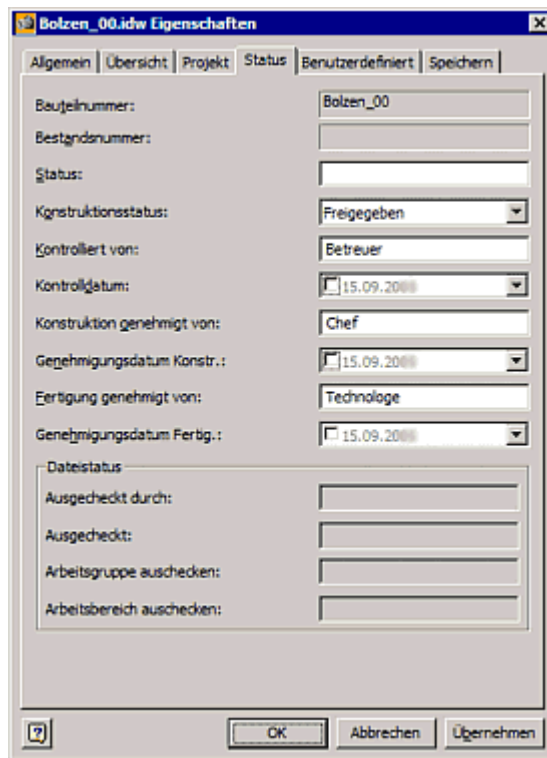 Bolzen_00.idw Eigenschaften
Allgemein Übersicht Projekt Status Benutzerdefiniert Speichern
Bauteilnummer: Bolzen_00
Bestandsnummer:
Status:
Konstruktionsstatus: Freigegeben
Kontrolliert von: Betreuer
Kontrolldatum:
Konstruktion genehmigt von: Chef
Genehmigungsdatum Konstr.:
Fertigung genehmigt von: Technologe
Genehmigungsdatum Fertig.:
Dateistatus
Ausgecheckt durch:
Ausgecheckt:
Arbeitsgruppe auschecken:
Arbeitsbereich auschecken:
OK Abbrechen Übernehmen